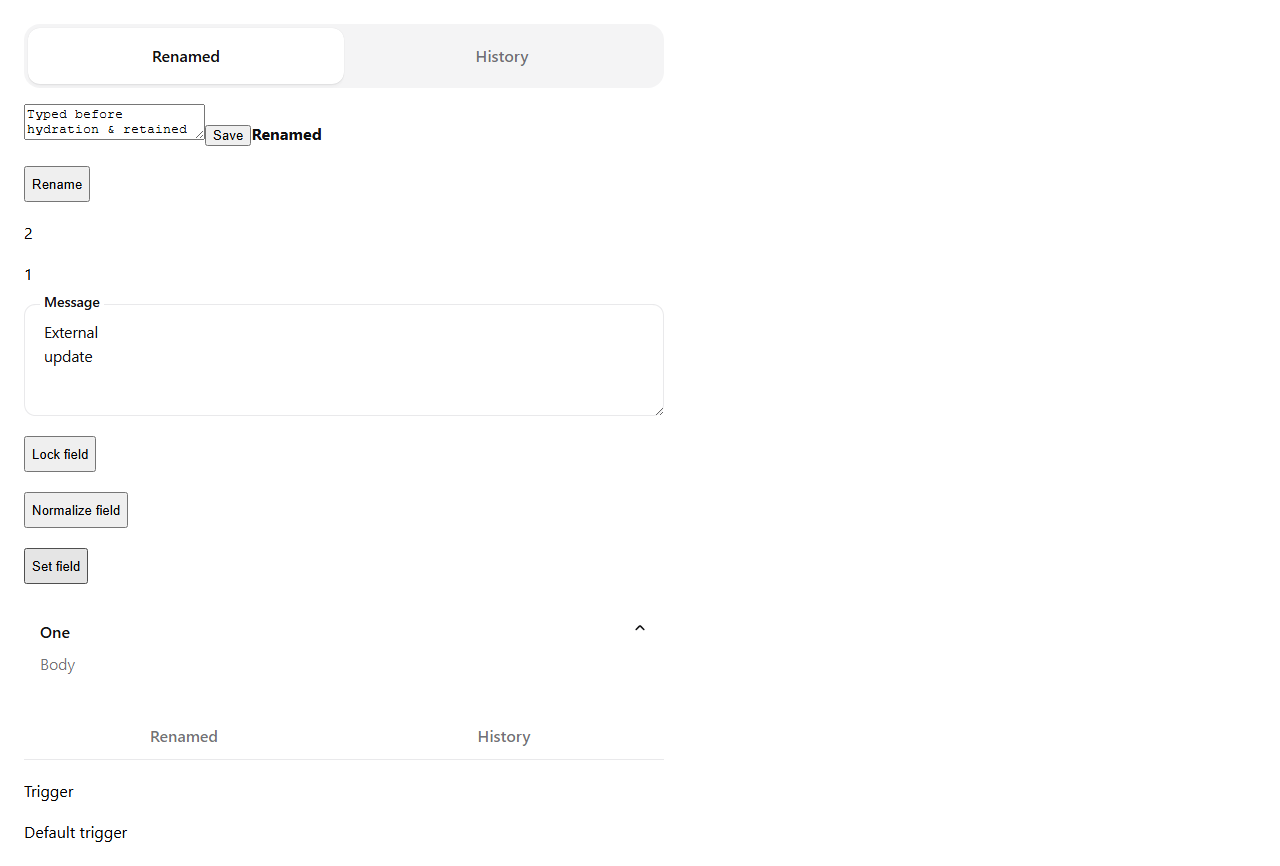 Renamed History
Typed before
hydration & retained
Save Renamed
Rename
2
1
Message
External
update
Lock field
Normalize field
Set field
One
Body
Renamed History
Trigger
Default trigger